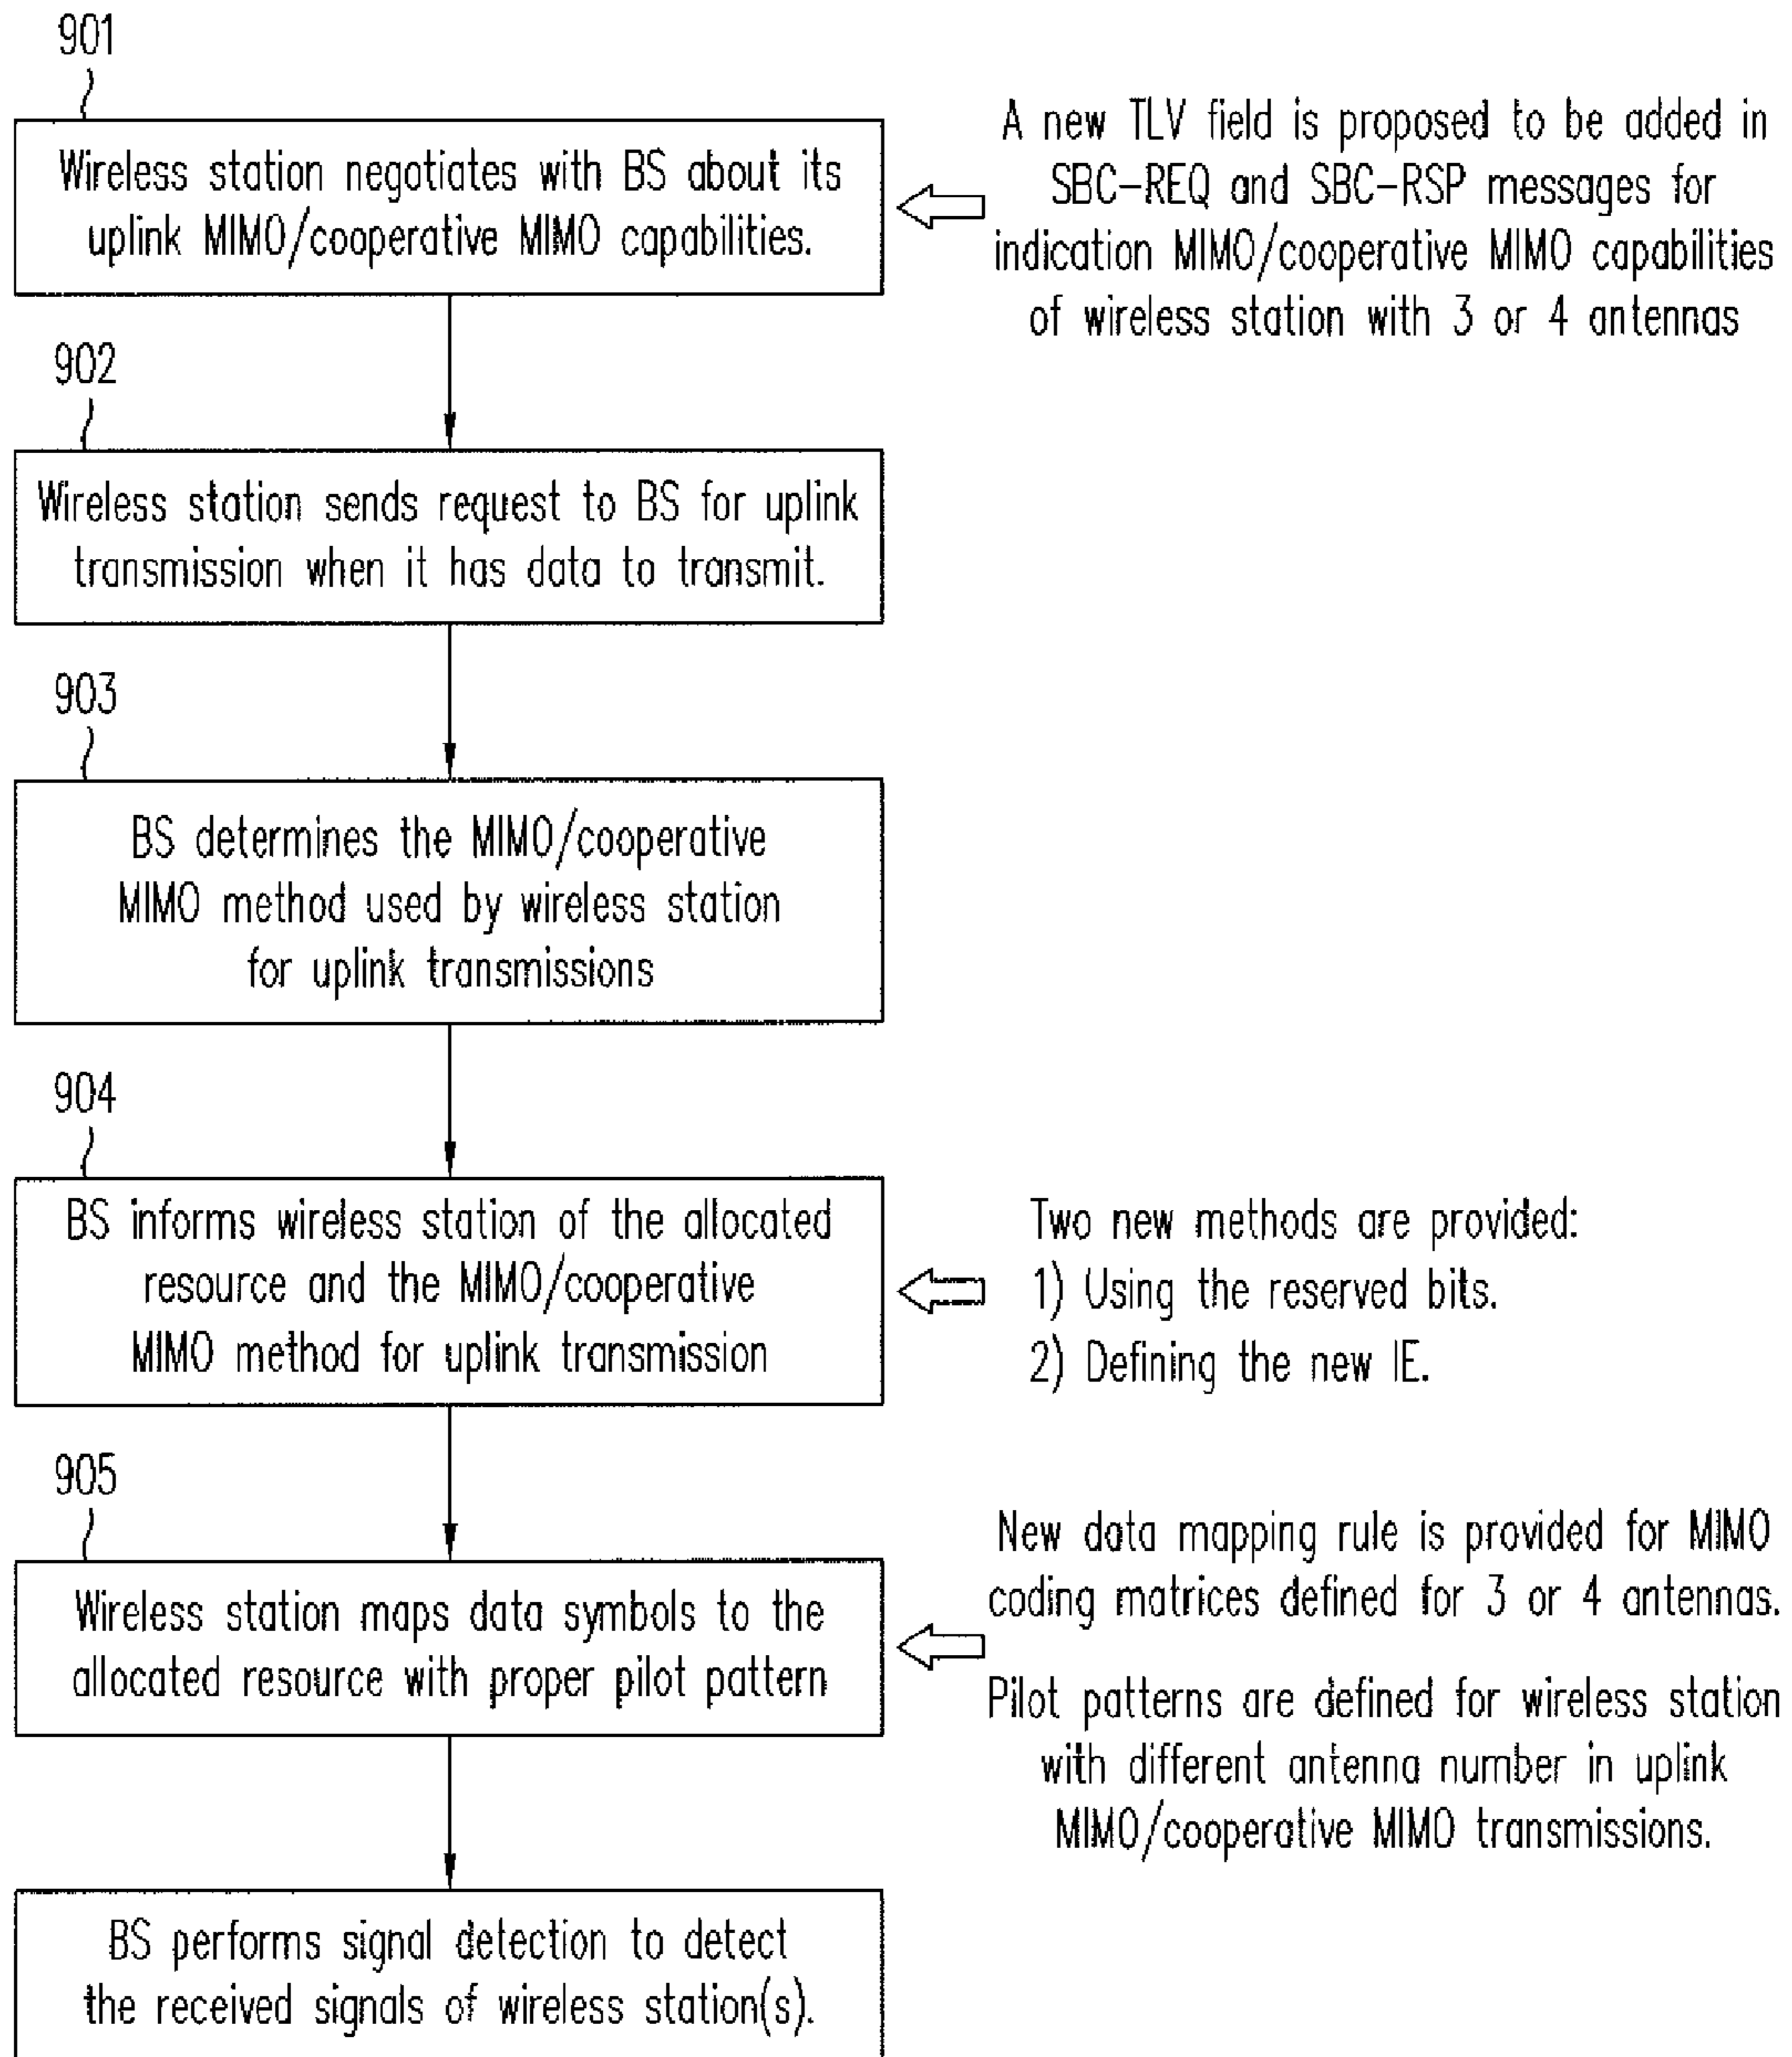 901
Wireless station negotiates with BS about its
uplink MIMO/cooperative MIMO capabilities.
A new TLV field is proposed to be added in
SBC-REQ and SBC-RSP messages for
indication MIMO/cooperative MIMO capabilities
of wireless station with 3 or 4 antennas
902
Wireless station sends request to BS for uplink
transmission when it has data to transmit.
903
BS determines the MIMO/cooperative
MIMO method used by wireless station
for uplink transmissions
904
BS informs wireless station of the allocated
resource and the MIMO/cooperative
MIMO method for uplink transmission
Two new methods are provided:
1) Using the reserved bits.
2) Defining the new IE.
905
Wireless station maps data symbols to the
allocated resource with proper pilot pattern
New data mapping rule is provided for MIMO
coding matrices defined for 3 or 4 antennas.
Pilot patterns are defined for wireless station
with different antenna number in uplink
MIMO/cooperative MIMO transmissions.
BS performs signal detection to detect
the received signals of wireless station(s).